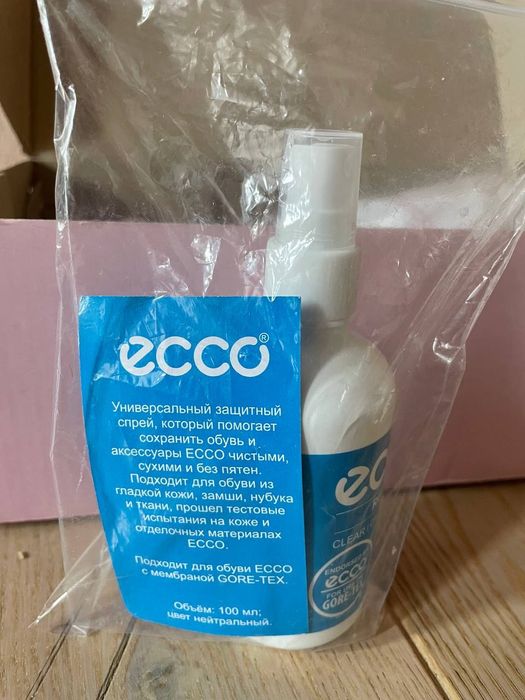 ecco®
Универсальный защитный
спрей, который помогает
сохранить обувь и
аксессуары ECCO чистыми,
сухими и без пятен.
Подходит для обуви из
гладкой кожи, замши, нубука
и ткани, прошел тестовые
испытания на коже и
отделочных материалах
ECCO.
Подходит для обуви ECCO
с мембраной GORE-TEX.
Объём: 100 мл;
цвет нейтральный.
ecco
FOR
GORE-TEX